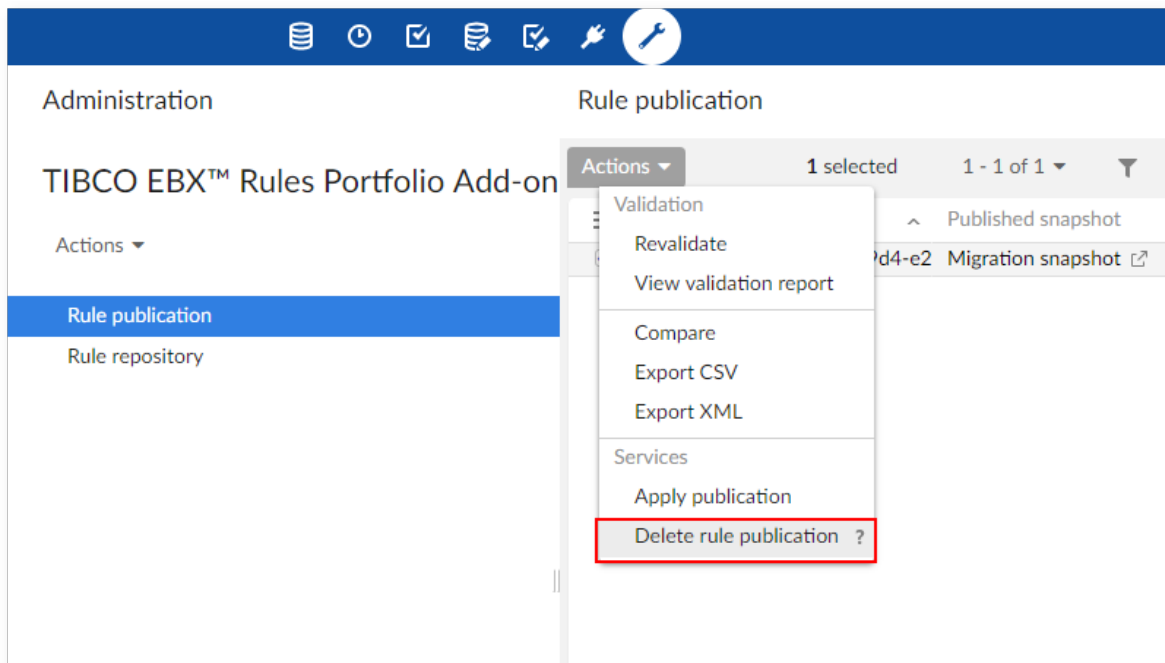 Administration
TIBCO EBX™ Rules Portfolio Add-on
Actions
Rule publication
Rule repository
Rule publication
Actions
1 selected
1 - 1 of 1
Published snapshot
9d4-e2 Migration snapshot
Validation
Revalidate
View validation report
Compare
Export CSV
Export XML
Services
Apply publication
Delete rule publication ?